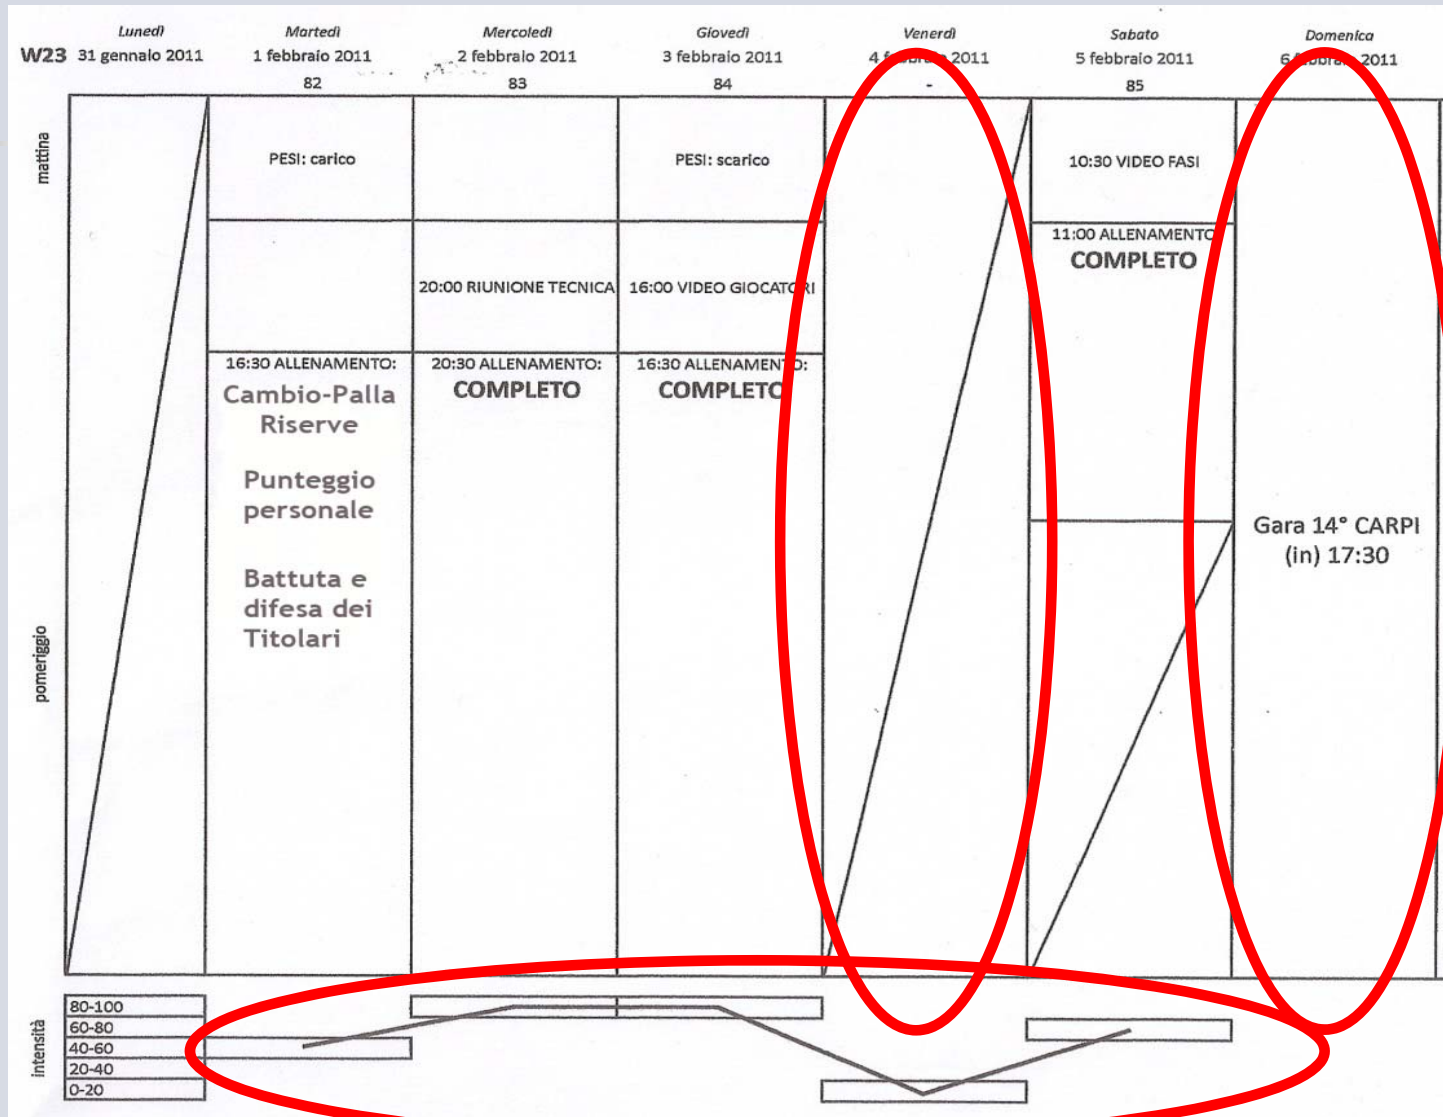 W23
Lunedì
31 gennaio 2011
Martedì
1 febbraio 2011
82
Mercoledì
2 febbraio 2011
83
Giovedì
3 febbraio 2011
84
Venerdì
4 febbraio 2011
-
Sabato
5 febbraio 2011
85
Domenica
6 febbraio 2011
mattina
PESI: carico
PESI: scarico
10:30 VIDEO FASI
11:00 ALLENAMENTO
COMPLETO
20:00 RIUNIONE TECNICA
16:00 VIDEO GIOCATORI
pomeriggio
16:30 ALLENAMENTO:
Cambio-Palla
Riserve
Punteggio
personale
Battuta e
difesa dei
Titolari
20:30 ALLENAMENTO:
COMPLETO
16:30 ALLENAMENTO:
COMPLETO
Gara 14° CARPI
(in) 17:30
intensità
80-100
60-80
40-60
20-40
0-20